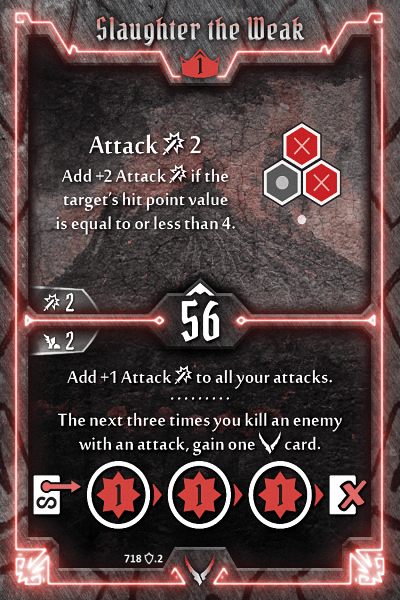 Slaughter the Weak
1
Attack 2
Add +2 Attack if the
target's hit point value
is equal to or less than 4.
2
56
2
Add +1 Attack to all your attacks.
The next three times you kill an enemy
with an attack, gain one card.
S 1 1 1 X
718 .2